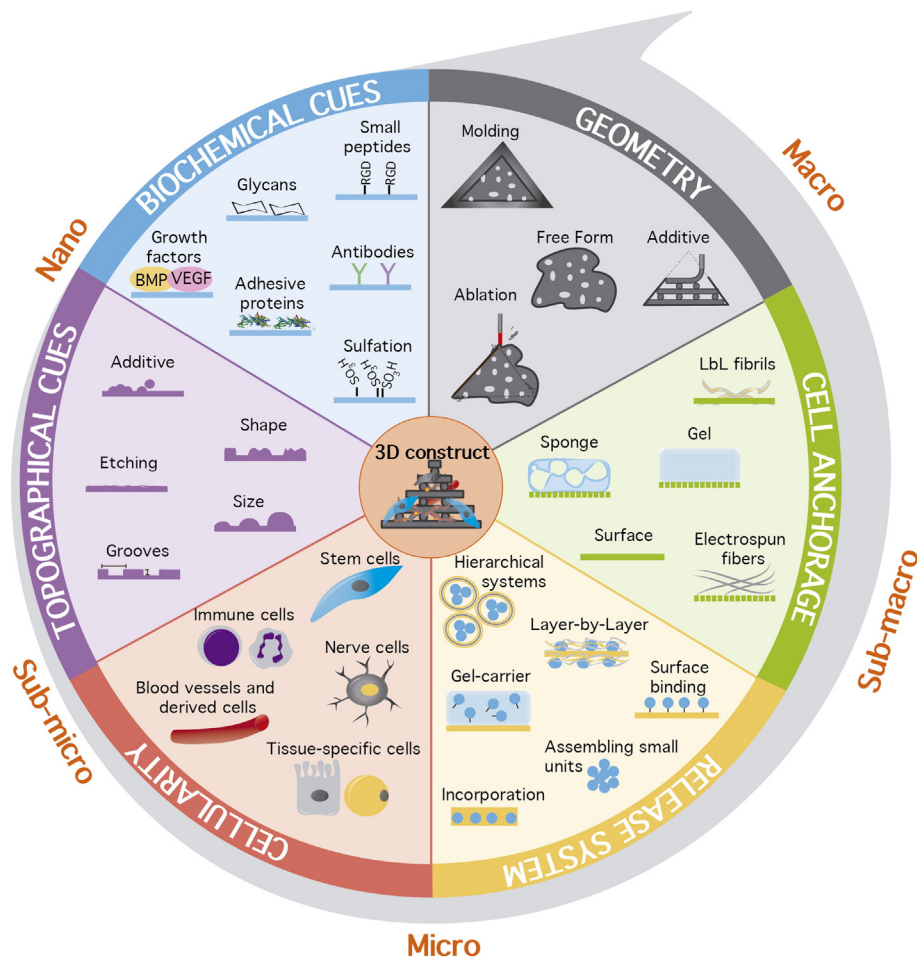 BIOCHEMICAL CUES
Small
peptides
RGD
RGD
Glycans
Growth
factors
BMP
VEGF
Antibodies
Adhesive
proteins
Sulfation
HO₃S
HO₃S
SO₃H
GEOMETRY
Molding
Free Form
Additive
Ablation
Macro
CELL ANCHORAGE
LbL fibrils
Gel
Sponge
Surface
Electrospun
fibers
Sub-macro
RELEASE SYSTEM
Hierarchical
systems
Layer-by-Layer
Gel-carrier
Surface
binding
Assembling small
units
Incorporation
Micro
CELLULARITY
Stem cells
Immune cells
Nerve cells
Blood vessels and
derived cells
Tissue-specific cells
Sub-micro
TOPOGRAPHICAL CUES
Additive
Shape
Etching
Size
Grooves
Nano
3D construct